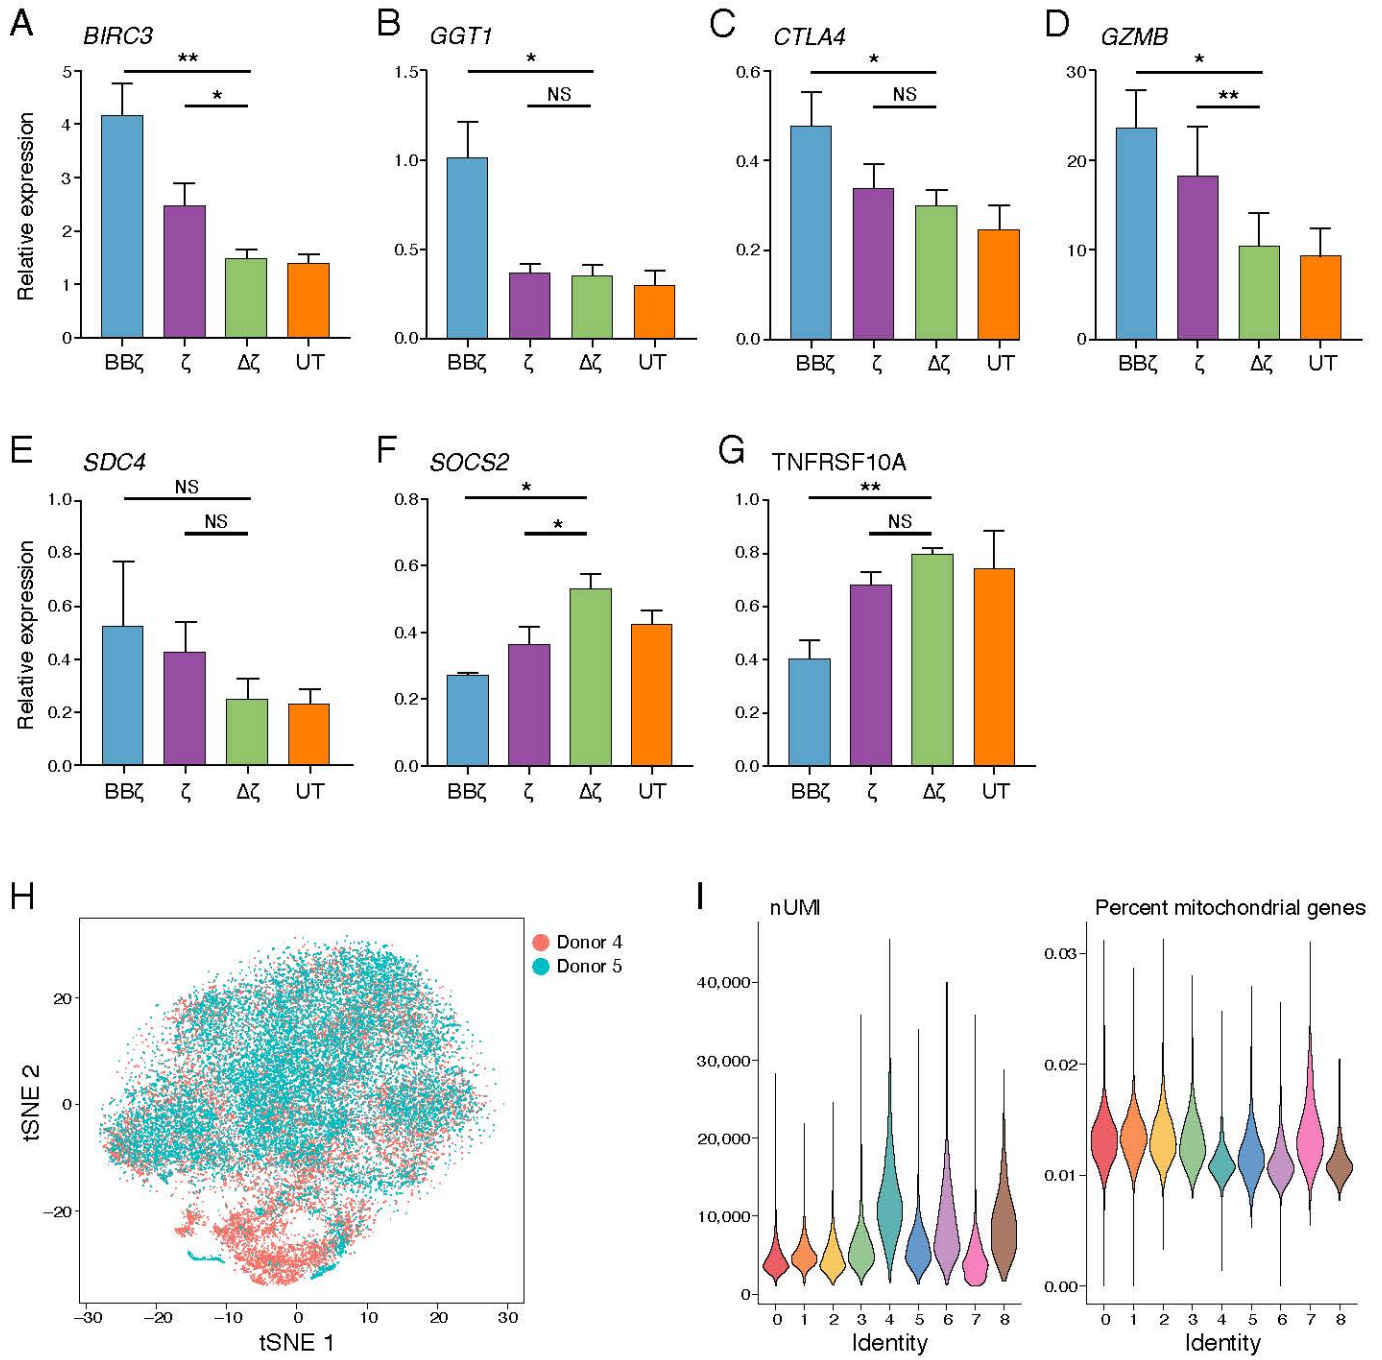 A
BIRC3
Relative expression
5
4
3
2
1
0
**
*
BBζ ζ Δζ UT
B
GGT1
1.5
1.0
0.5
0.0
*
NS
BBζ ζ Δζ UT
C
CTLA4
0.6
0.4
0.2
0.0
*
NS
BBζ ζ Δζ UT
D
GZMB
30
20
10
0
*
**
BBζ ζ Δζ UT
E
SDC4
Relative expression
1.0
0.8
0.6
0.4
0.2
0.0
NS
NS
BBζ ζ Δζ UT
F
SOCS2
0.8
0.6
0.4
0.2
0.0
*
*
BBζ ζ Δζ UT
G
TNFRSF10A
1.0
0.8
0.6
0.4
0.2
0.0
**
NS
BBζ ζ Δζ UT
H
Donor 4
Donor 5
tSNE 2
20
0
−20
−30 −20 −10 0 10 20 30
tSNE 1
I
nUMI
40,000
30,000
20,000
10,000
0
0 1 2 3 4 5 6 7 8
Identity
Percent mitochondrial genes
0.03
0.02
0.01
0.00
0 1 2 3 4 5 6 7 8
Identity